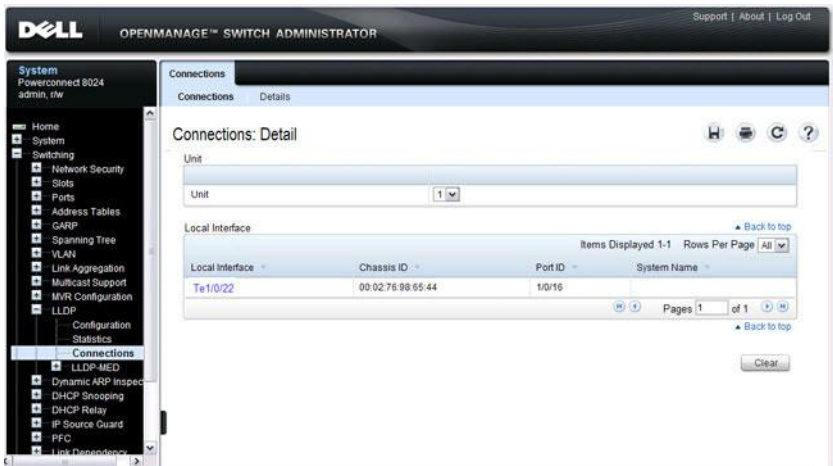 Support | About | Log Out
DELL OPENMANAGE™ SWITCH ADMINISTRATOR
System
Powerconnect 8024
admin, r/w
Home
System
Switching
Network Security
Slots
Ports
Address Tables
GARP
Spanning Tree
VLAN
Link Aggregation
Multicast Support
MVR Configuration
LLDP
Configuration
Statistics
Connections
LLDP-MED
Dynamic ARP Inspec
DHCP Snooping
DHCP Relay
IP Source Guard
PFC
Link Dependency
Connections
Connections Details
Connections: Detail
Unit
Unit 1
Local Interface Back to top
Items Displayed 1-1 Rows Per Page All
Local Interface Chassis ID Port ID System Name
Te1/0/22 00:02:76:98:65:44 1/0/16
Pages 1 of 1
Back to top
Clear